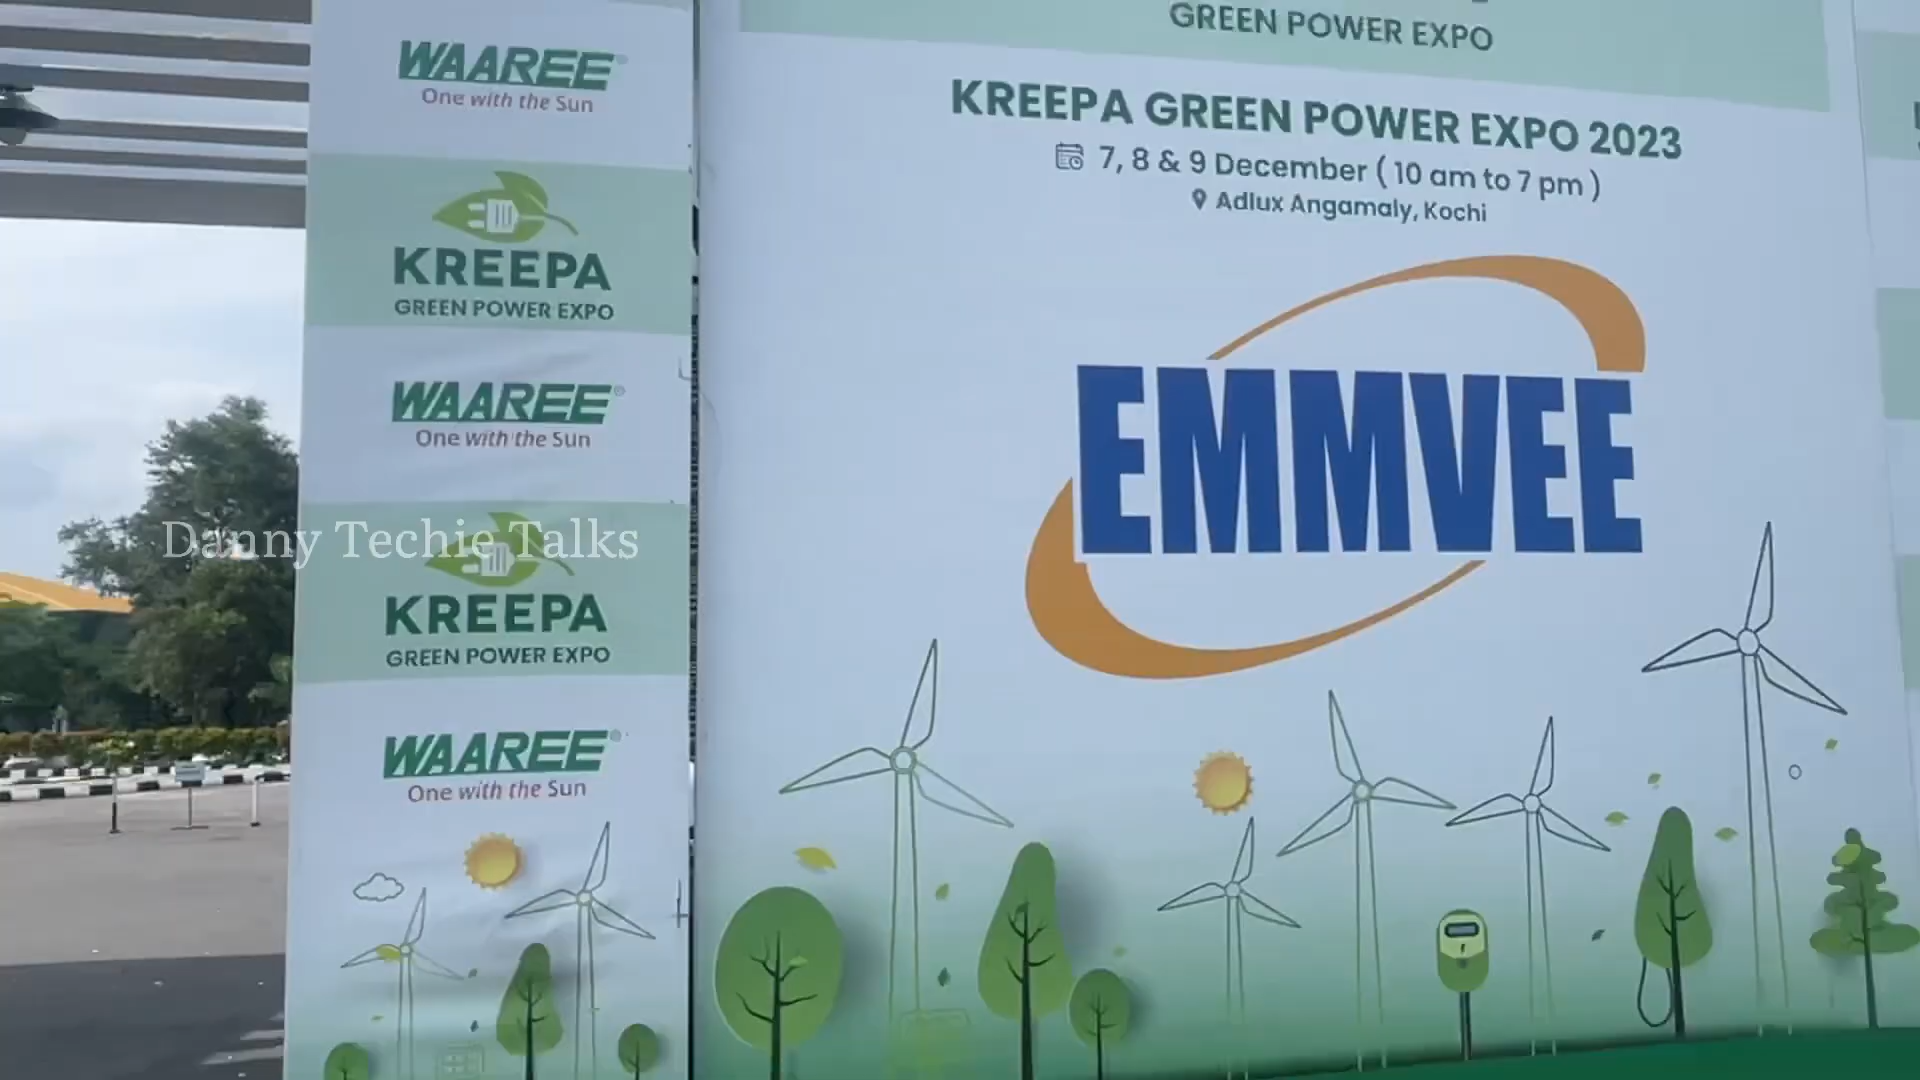 WAAREE®
One with the Sun
KREEPA
GREEN POWER EXPO
WAAREE®
One with the Sun
Danny Techie Talks
KREEPA
GREEN POWER EXPO
WAAREE®
One with the Sun
GREEN POWER EXPO
KREEPA GREEN POWER EXPO 2023
7, 8 & 9 December ( 10 am to 7 pm )
Adlux Angamaly, Kochi
EMMVEE